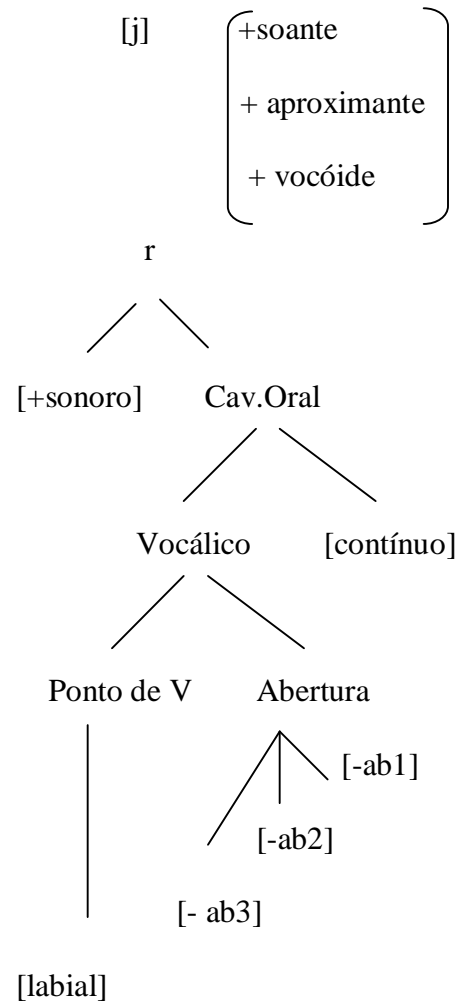 [j] +soante
+ aproximante
+ vocóide
r
[+sonoro] Cav.Oral
Vocálico [contínuo]
Ponto de V Abertura
[-ab1]
[-ab2]
[- ab3]
[labial]